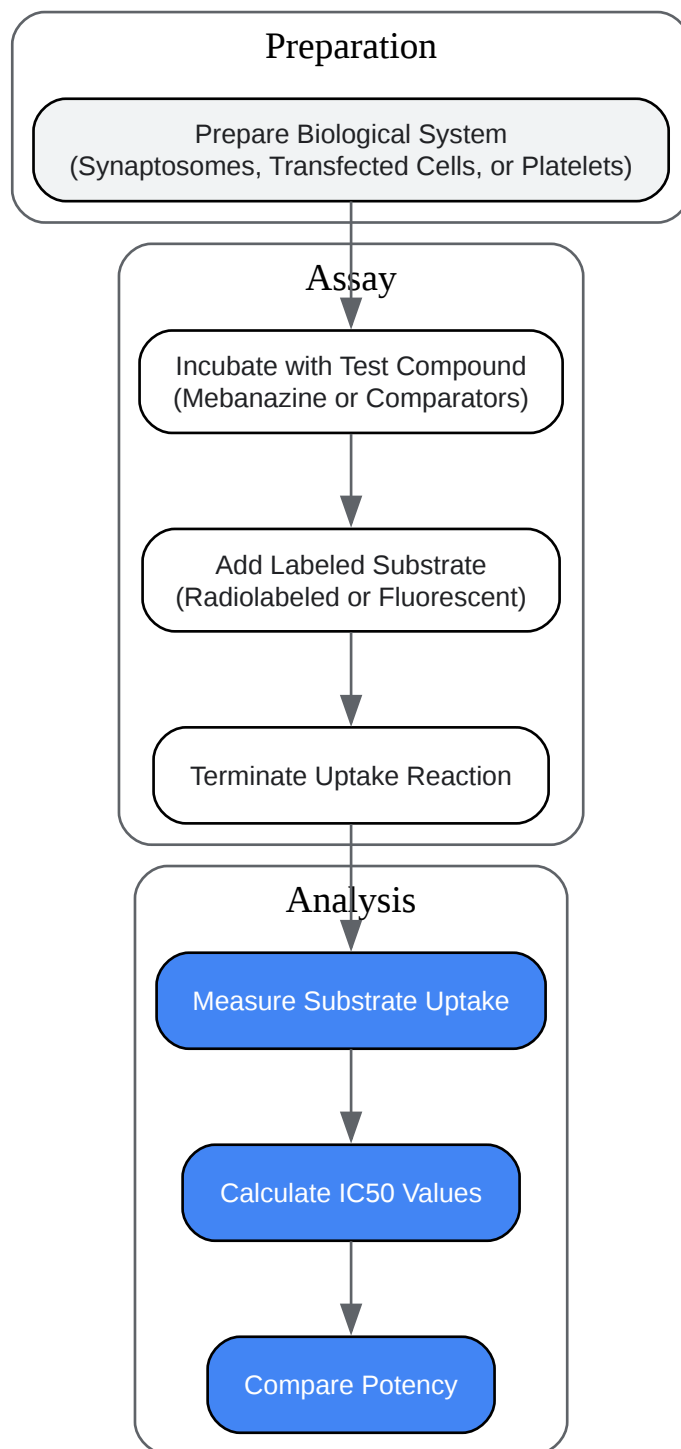 Preparation
Prepare Biological System
(Synaptosomes, Transfected Cells, or Platelets)
Assay
Incubate with Test Compound
(Mebanazine or Comparators)
Add Labeled Substrate
(Radiolabeled or Fluorescent)
Terminate Uptake Reaction
Analysis
Measure Substrate Uptake
Calculate IC50 Values
Compare Potency